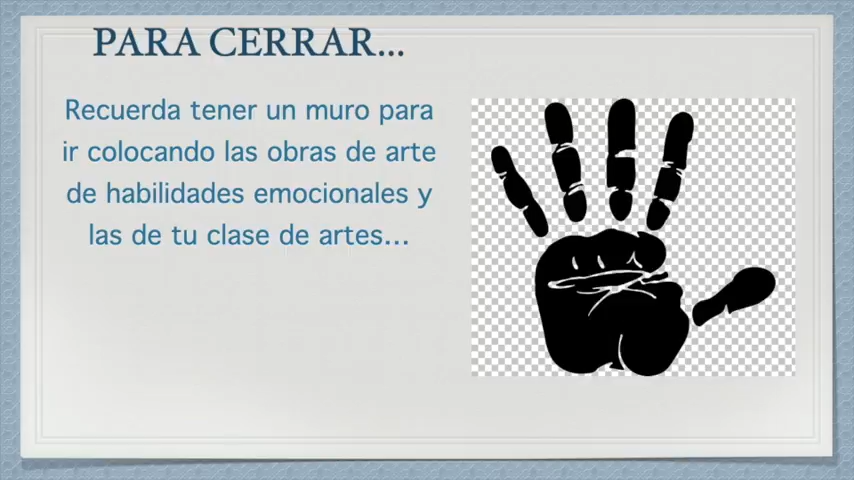 PARA CERRAR...
Recuerda tener un muro para
ir colocando las obras de arte
de habilidades emocionales y
las de tu clase de artes...